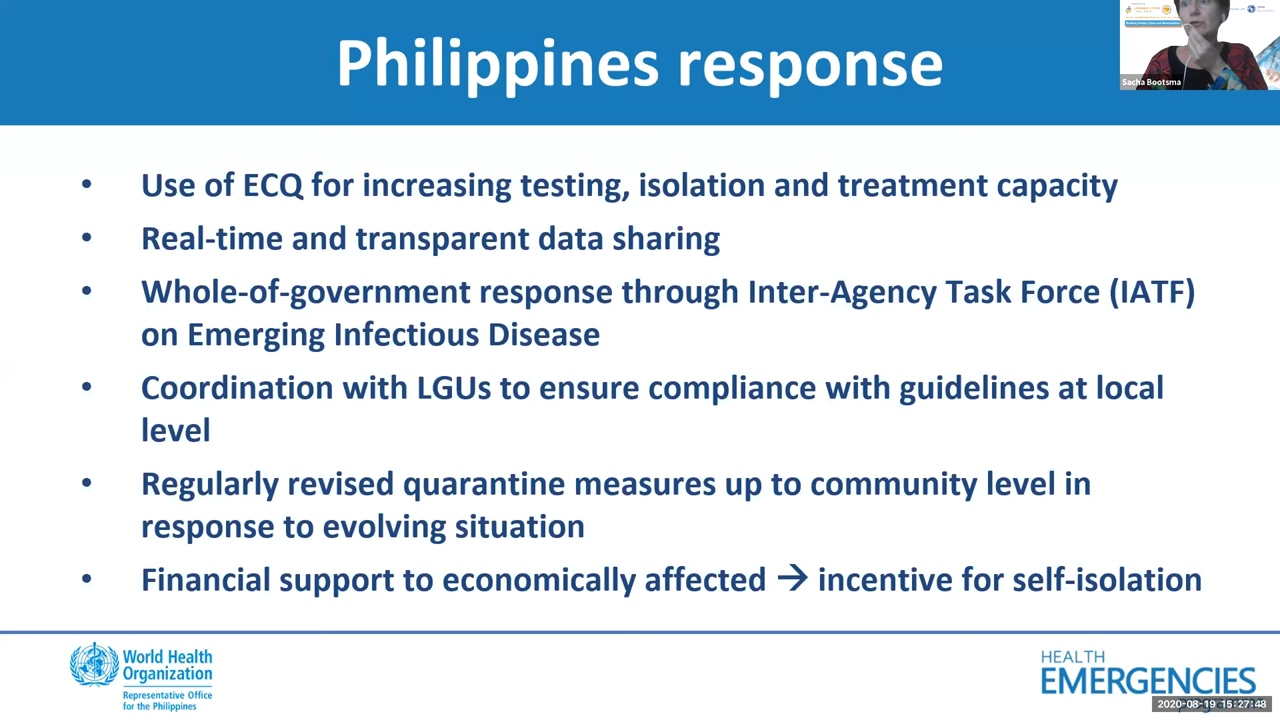 Philippines response
Sacha Bootsma
• Use of ECQ for increasing testing, isolation and treatment capacity
• Real-time and transparent data sharing
• Whole-of-government response through Inter-Agency Task Force (IATF)
on Emerging Infectious Disease
• Coordination with LGUs to ensure compliance with guidelines at local
level
• Regularly revised quarantine measures up to community level in
response to evolving situation
• Financial support to economically affected → incentive for self-isolation
World Health
Organization
Representative Office
for the Philippines
HEALTH
EMERGENCIES
programme
2020-08-19 15:27:48